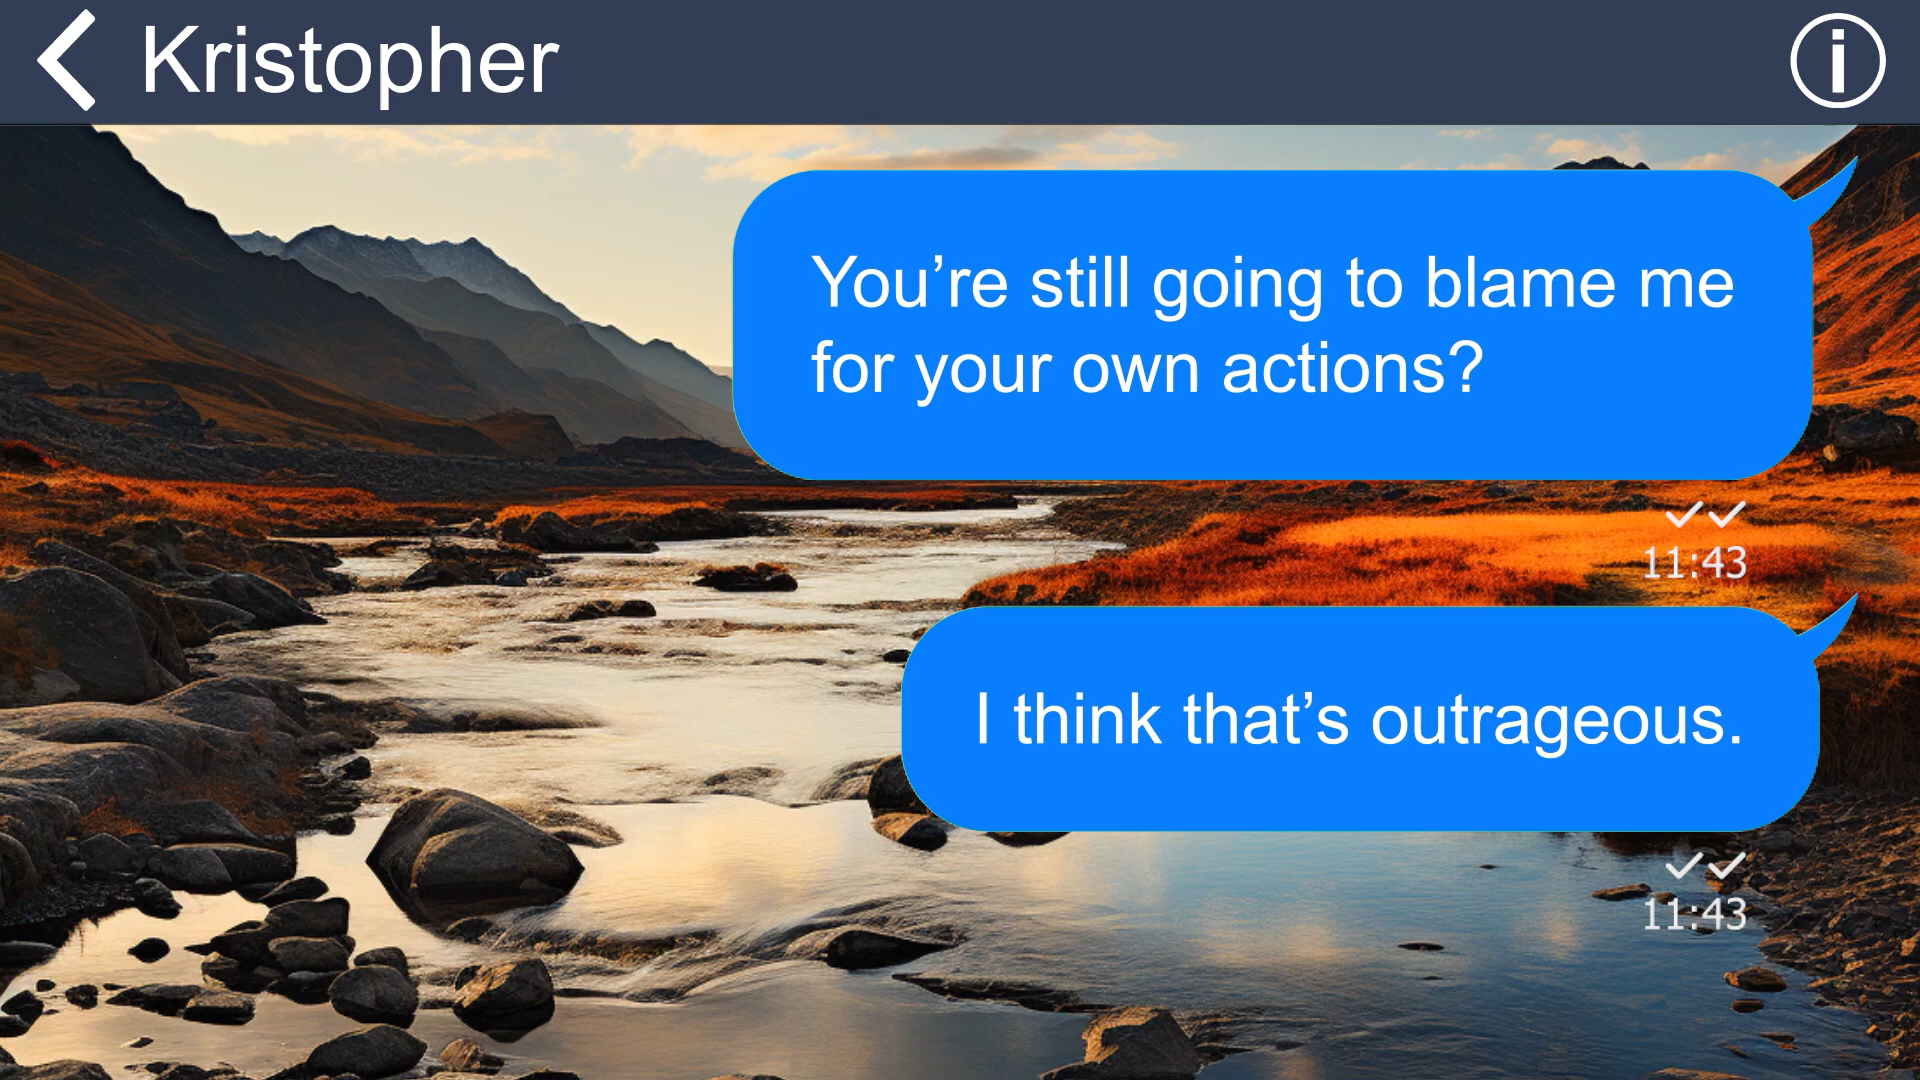 Kristopher
You’re still going to blame me
for your own actions?
11:43
I think that’s outrageous.
11:43